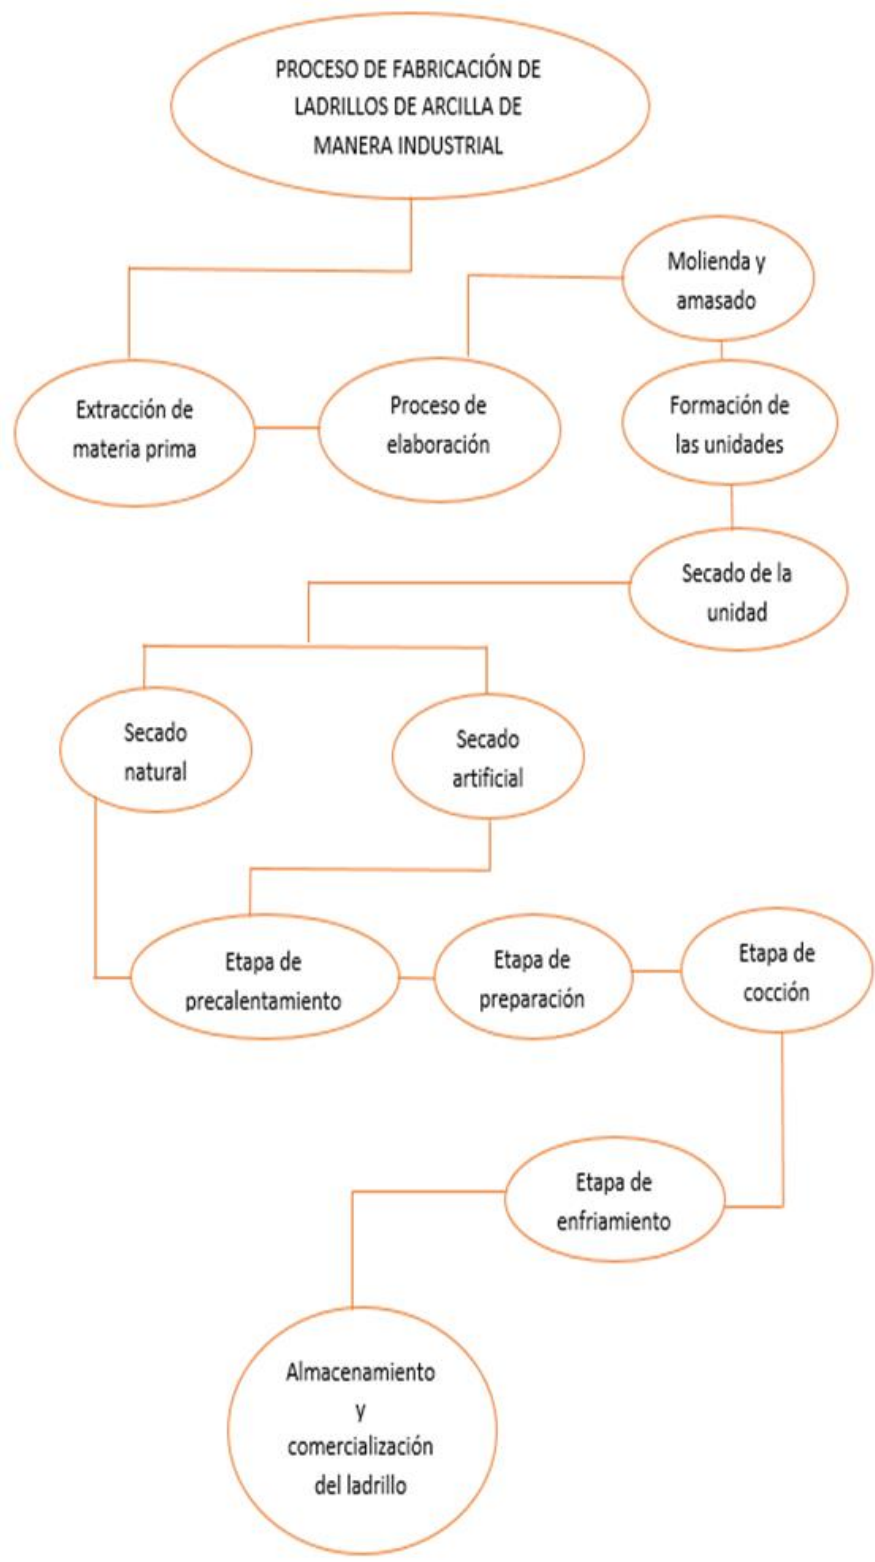 PROCESO DE FABRICACIÓN DE
LADRILLOS DE ARCILLA DE
MANERA INDUSTRIAL
Molienda y
amasado
Extracción de
materia prima
Proceso de
elaboración
Formación de
las unidades
Secado de la
unidad
Secado
natural
Secado
artificial
Etapa de
precalentamiento
Etapa de
preparación
Etapa de
cocción
Etapa de
enfriamiento
Almacenamiento
y
comercialización
del ladrillo